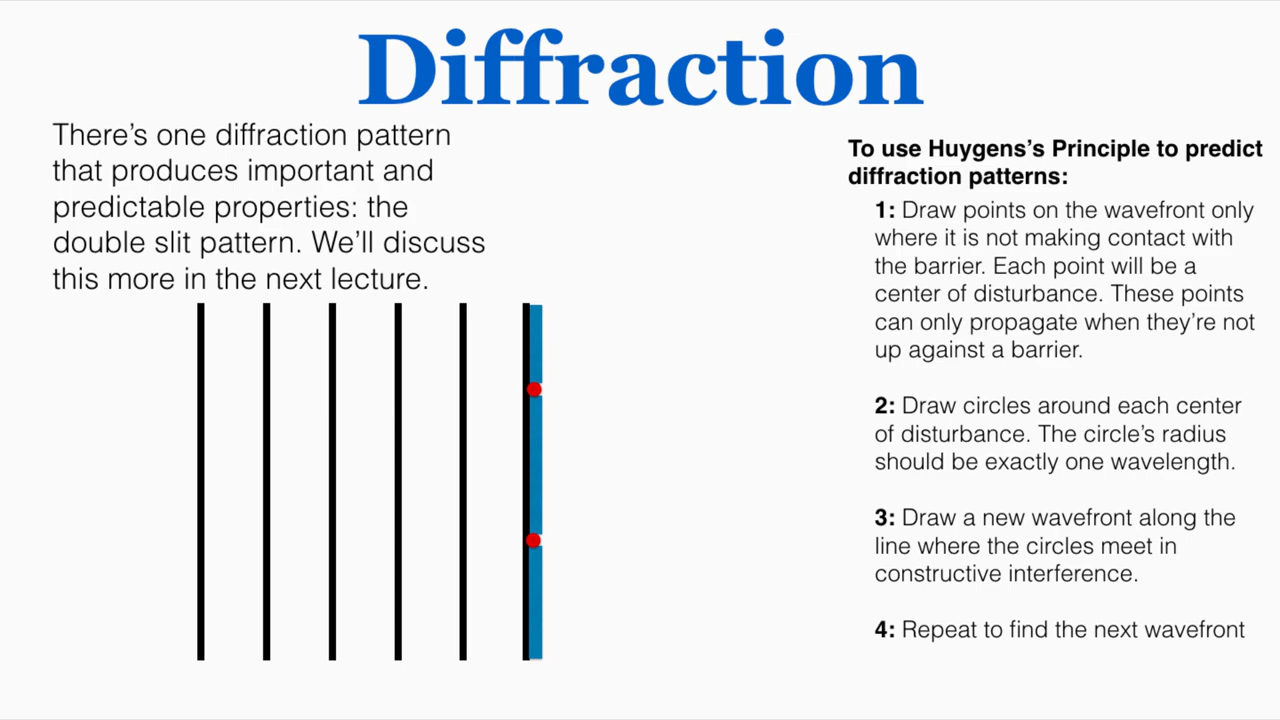 Diffraction
There’s one diffraction pattern
that produces important and
predictable properties: the
double slit pattern. We’ll discuss
this more in the next lecture.
To use Huygens’s Principle to predict
diffraction patterns:
1: Draw points on the wavefront only
where it is not making contact with
the barrier. Each point will be a
center of disturbance. These points
can only propagate when they’re not
up against a barrier.
2: Draw circles around each center
of disturbance. The circle’s radius
should be exactly one wavelength.
3: Draw a new wavefront along the
line where the circles meet in
constructive interference.
4: Repeat to find the next wavefront